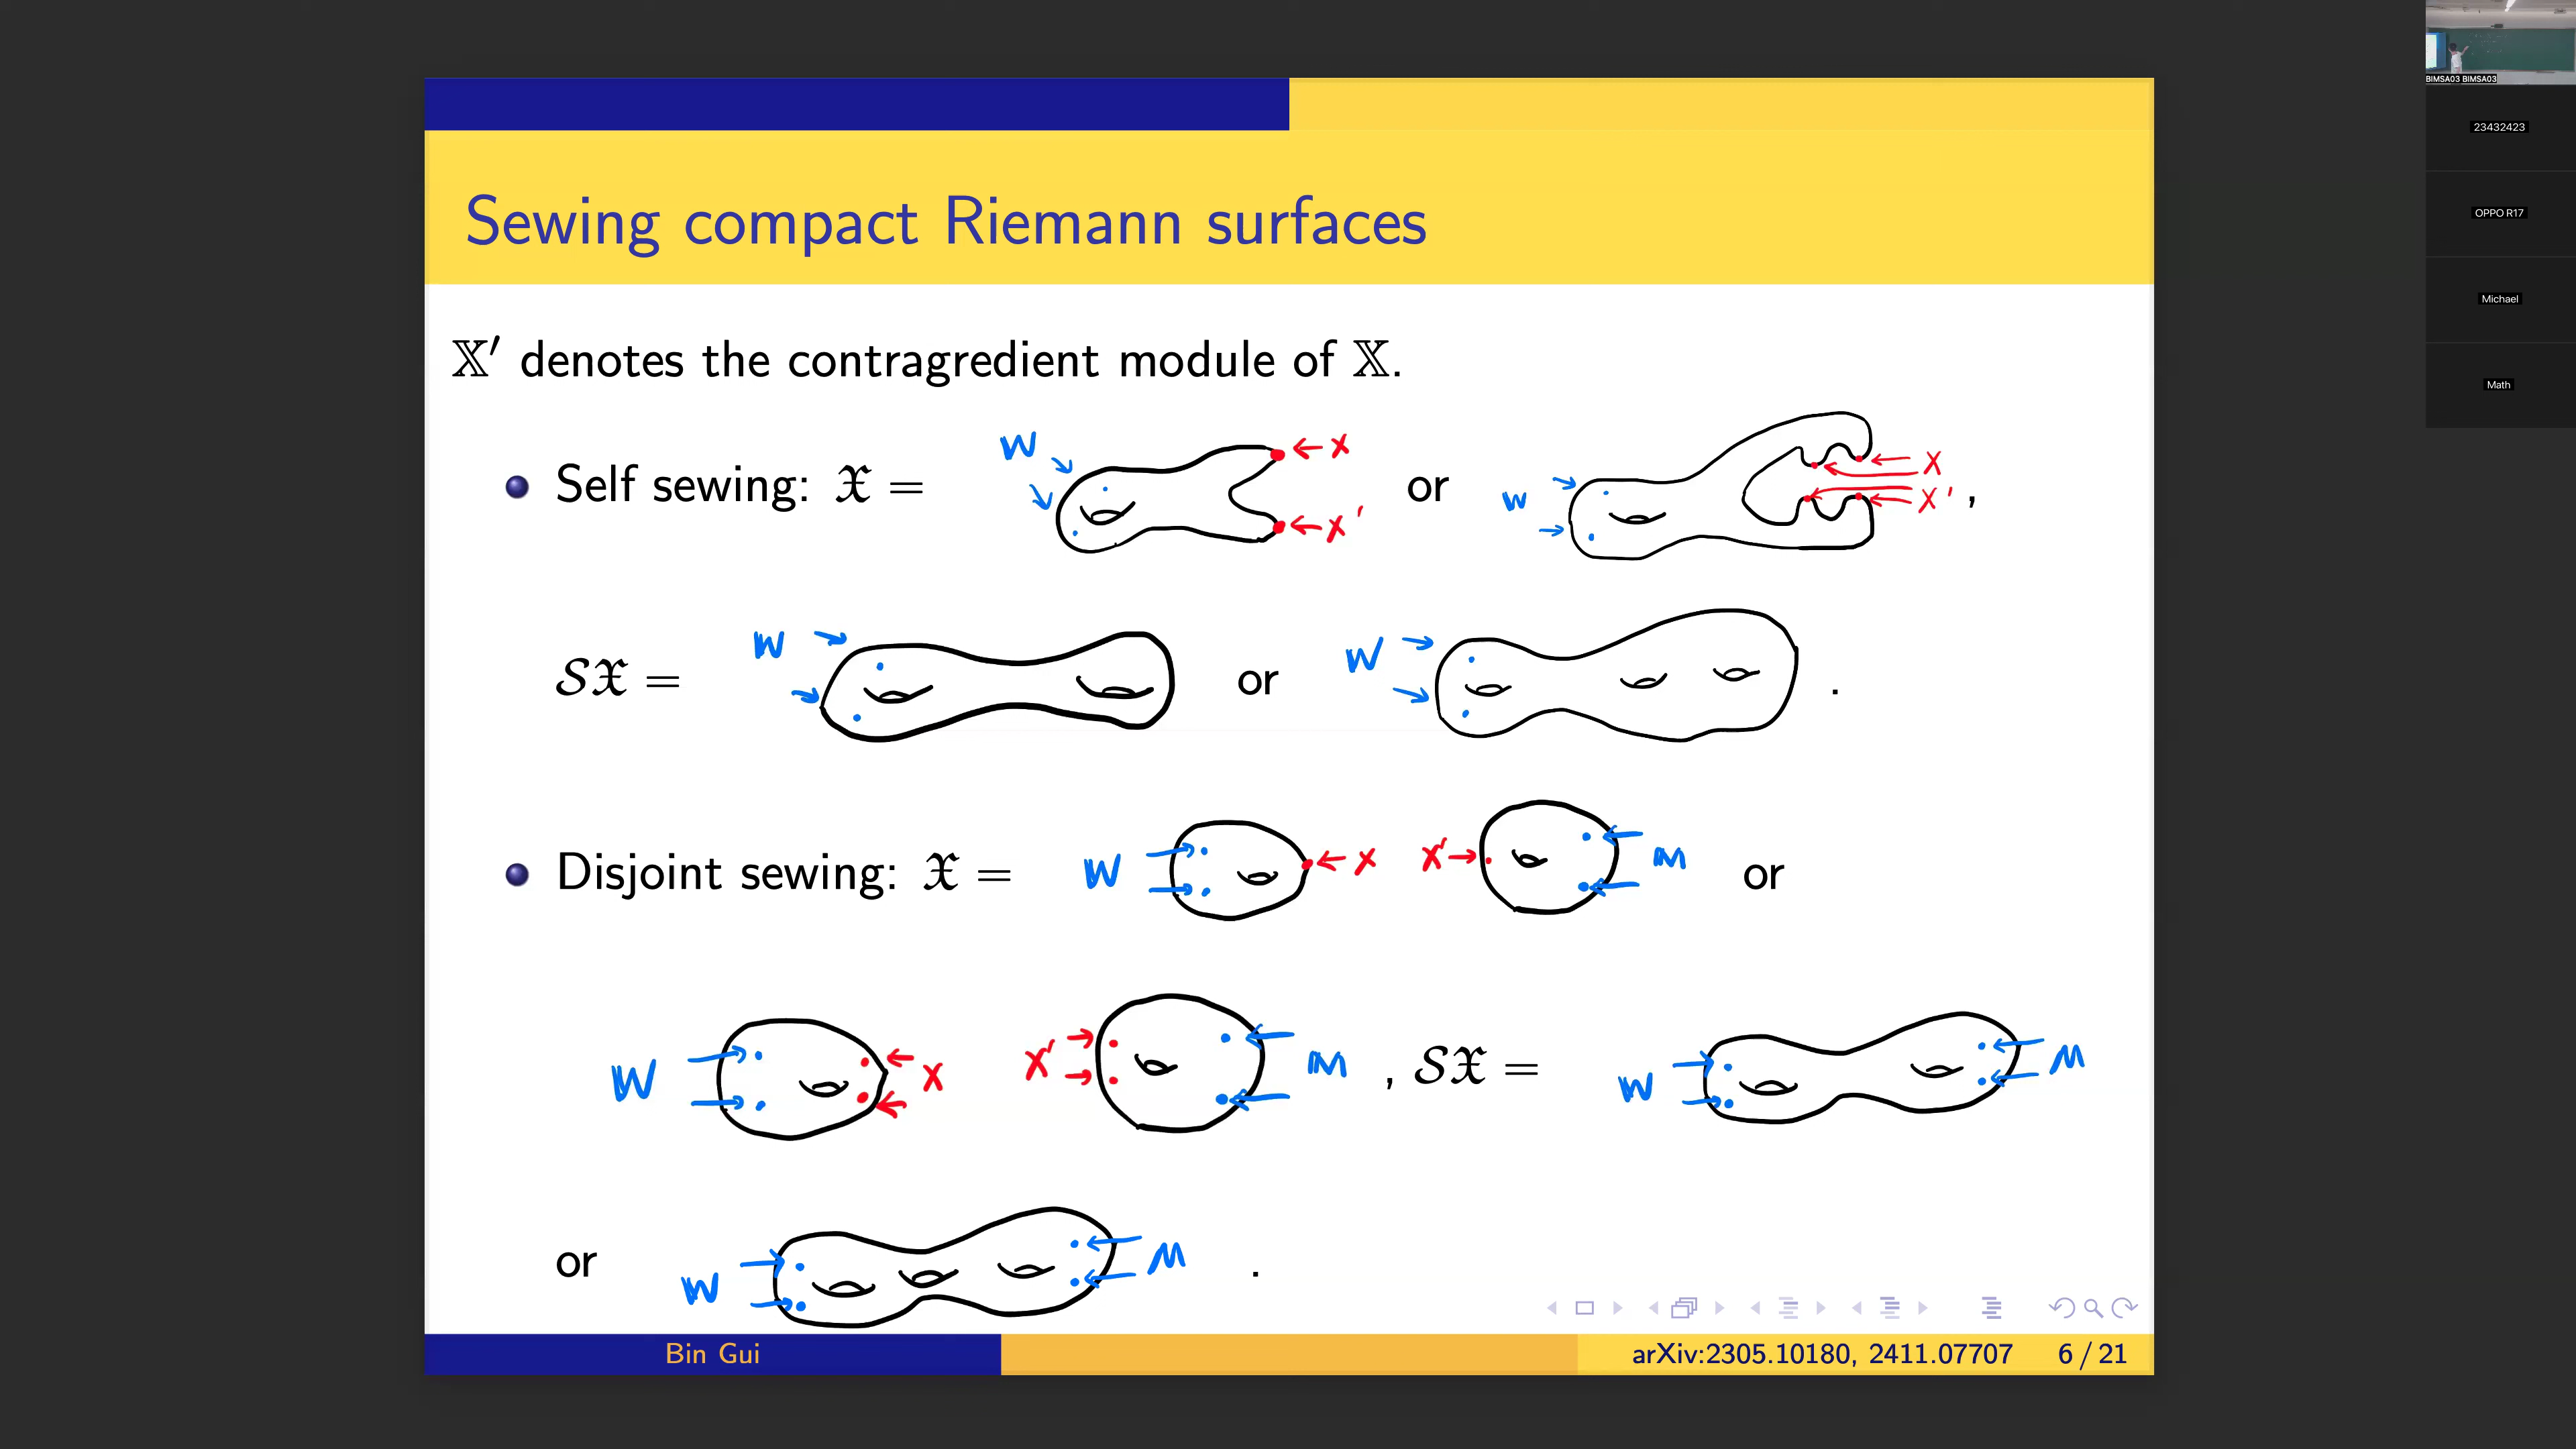 Sewing compact Riemann surfaces
𝕏′ denotes the contragredient module of 𝕏.
Self sewing: 𝔛 = W X X' or W X X' ,
𝒮𝔛 = W or W .
Disjoint sewing: 𝔛 = W X X' M or
W X X' M , 𝒮𝔛 = W M
or W M .
Bin Gui arXiv:2305.10180, 2411.07707 6 / 21
BIMSA03 BIMSA03
23432423
OPPO R17
Michael
Math